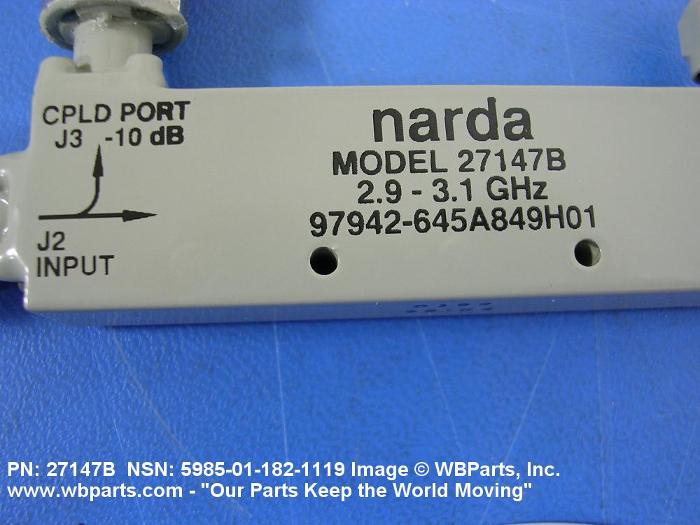 CPLD PORT
J3 -10 dB
J2
INPUT
narda
MODEL 27147B
2.9 - 3.1 GHz
97942-645A849H01
PN: 27147B NSN: 5985-01-182-1119 Image © WBParts, Inc.
www.wbparts.com - "Our Parts Keep the World Moving"